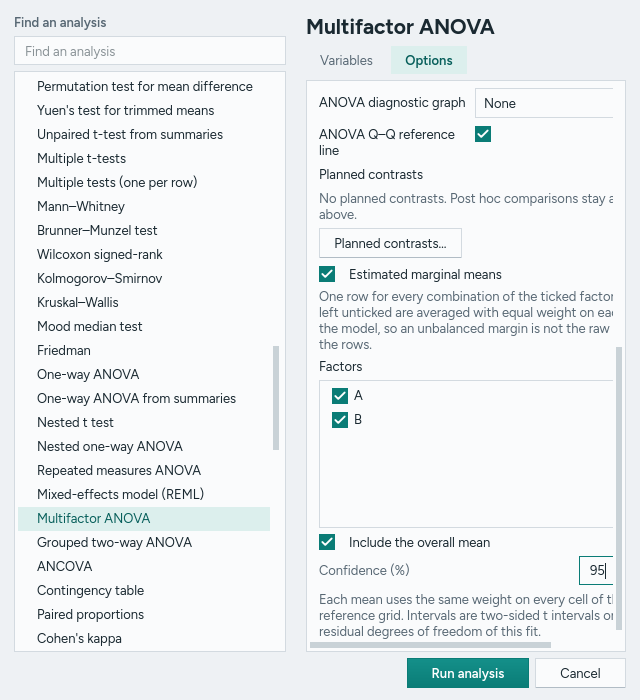 Find an analysis
Find an analysis
Permutation test for mean difference
Yuen's test for trimmed means
Unpaired t-test from summaries
Multiple t-tests
Multiple tests (one per row)
Mann–Whitney
Brunner–Munzel test
Wilcoxon signed-rank
Kolmogorov–Smirnov
Kruskal–Wallis
Mood median test
Friedman
One-way ANOVA
One-way ANOVA from summaries
Nested t test
Nested one-way ANOVA
Repeated measures ANOVA
Mixed-effects model (REML)
Multifactor ANOVA
Grouped two-way ANOVA
ANCOVA
Contingency table
Paired proportions
Cohen's kappa
Multifactor ANOVA
Variables
Options
ANOVA diagnostic graph
None
ANOVA Q–Q reference
line
Planned contrasts
No planned contrasts. Post hoc comparisons stay
above.
Planned contrasts...
Estimated marginal means
One row for every combination of the ticked
left unticked are averaged with equal weight on
the model, so an unbalanced margin is not the raw
the rows.
Factors
A
B
Include the overall mean
Confidence (%)
95
Each mean uses the same weight on every cell of
reference grid. Intervals are two-sided t intervals
residual degrees of freedom of this fit.
Run analysis
Cancel